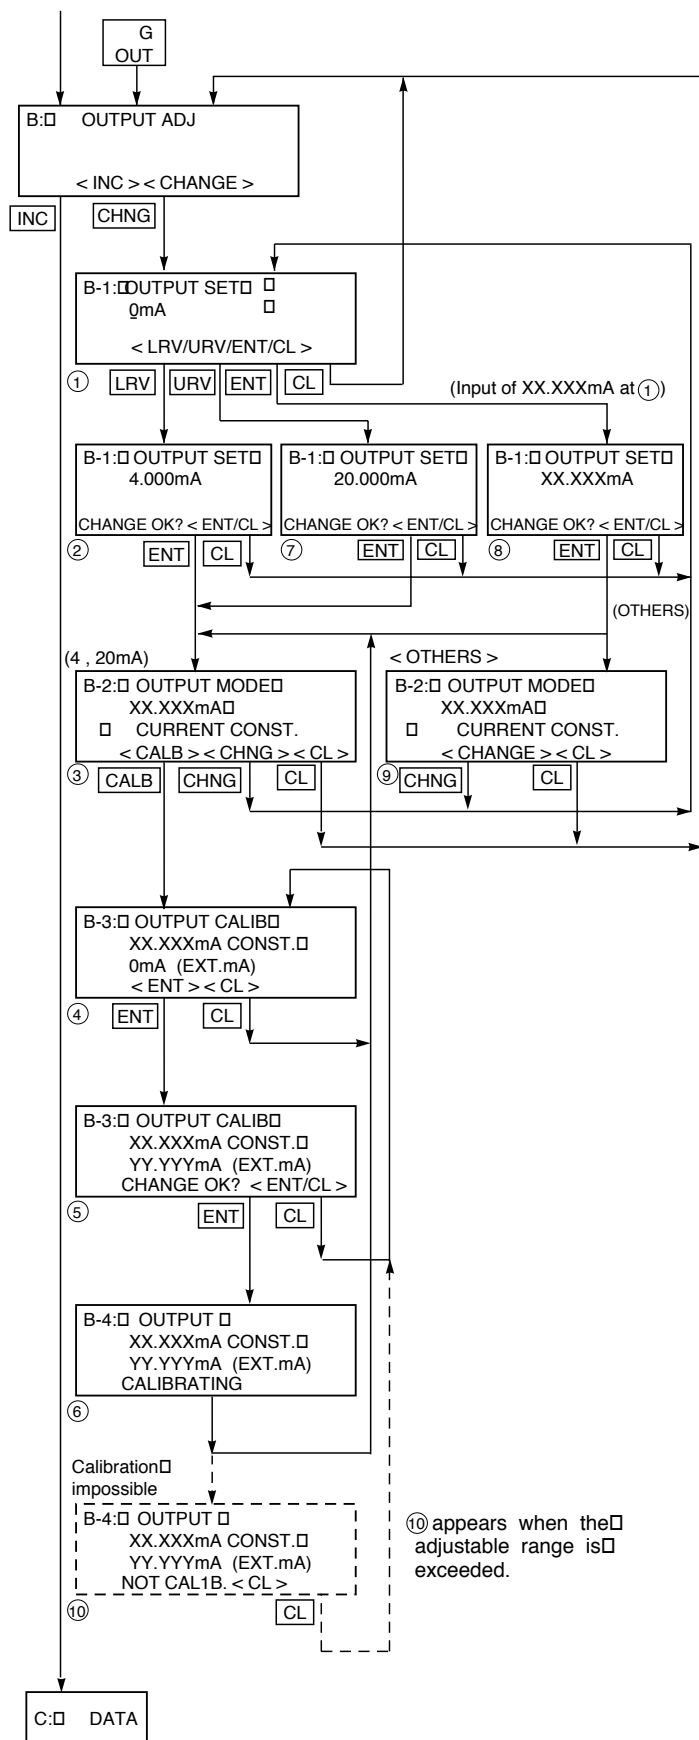 G
OUT
B:□ OUTPUT ADJ
< INC > < CHANGE >
INC
CHNG
B-1:□OUTPUT SET□ □
0mA □
< LRV/URV/ENT/CL >
① LRV URV ENT CL
(Input of XX.XXXmA at ①)
B-1:□ OUTPUT SET□
4.000mA
CHANGE OK? < ENT/CL >
② ENT CL
B-1:□ OUTPUT SET□
20.000mA
CHANGE OK? < ENT/CL >
⑦ ENT CL
B-1:□ OUTPUT SET□
XX.XXXmA
CHANGE OK? < ENT/CL >
⑧ ENT CL
(OTHERS)
(4 , 20mA)
B-2:□ OUTPUT MODE□
XX.XXXmA□
□ CURRENT CONST.
< CALB > < CHNG > < CL >
③ CALB CHNG CL
< OTHERS >
B-2:□ OUTPUT MODE□
XX.XXXmA□
□ CURRENT CONST.
< CHANGE > < CL >
⑨ CHNG CL
B-3:□ OUTPUT CALIB□
XX.XXXmA CONST.□
0mA (EXT.mA)
< ENT > < CL >
④ ENT CL
B-3:□ OUTPUT CALIB□
XX.XXXmA CONST.□
YY.YYYmA (EXT.mA)
CHANGE OK? < ENT/CL >
⑤ ENT CL
B-4:□ OUTPUT □
XX.XXXmA CONST.□
YY.YYYmA (EXT.mA)
CALIBRATING
⑥
Calibration□
impossible
B-4:□ OUTPUT □
XX.XXXmA CONST.□
YY.YYYmA (EXT.mA)
NOT CAL1B. < CL >
⑩ CL
⑩ appears when the□
adjustable range is□
exceeded.
C:□ DATA